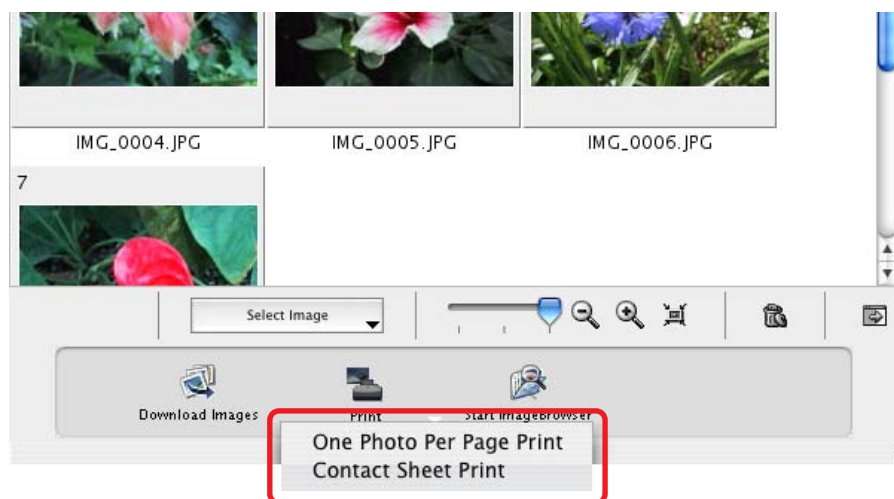 IMG_0004.JPG
IMG_0005.JPG
IMG_0006.JPG
7
Select Image
Download Images
Print
Start ImageBrowser
One Photo Per Page Print
Contact Sheet Print